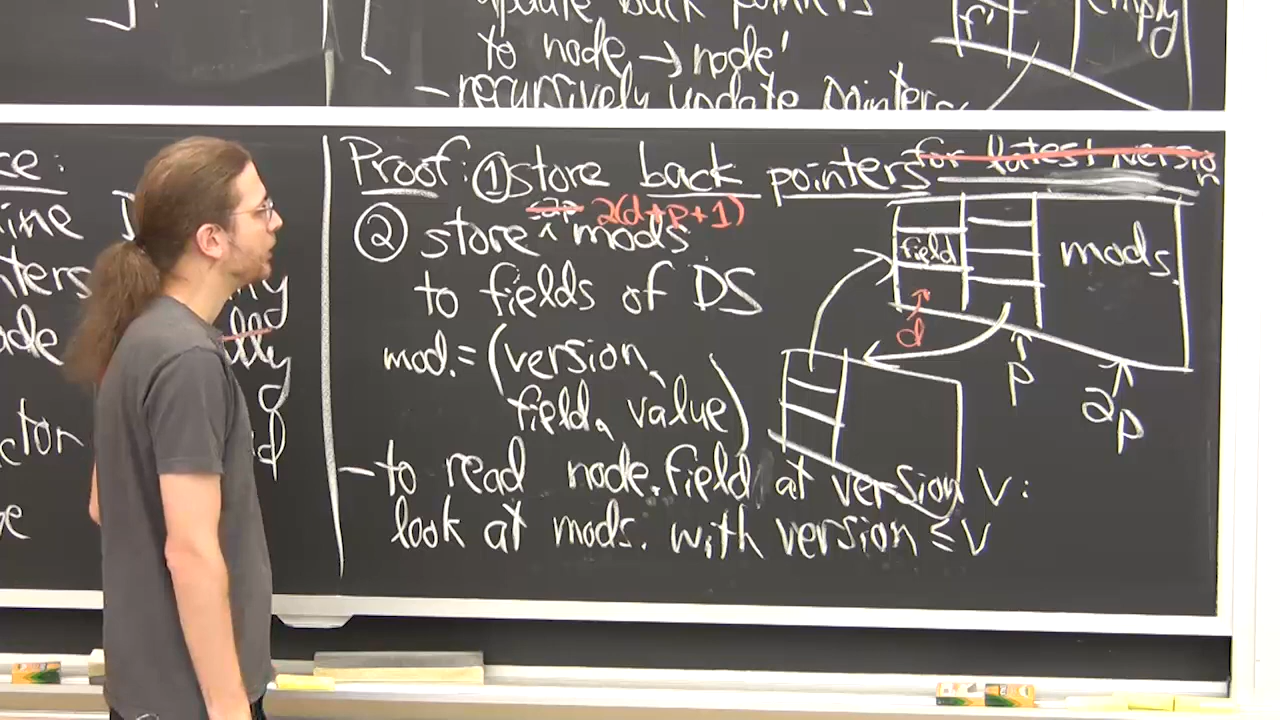 update back pointers
to node → node'
- recursively update pointers
f'
empty
ce:
Proof: ① store back pointers for latest version
② store ^ ≤2p 2(d+p+1) mods
to fields of DS
mod. = (version,
field, value)
- to read node.field at version v:
look at mods. with version ≤ v
field
mods
d
p
2p